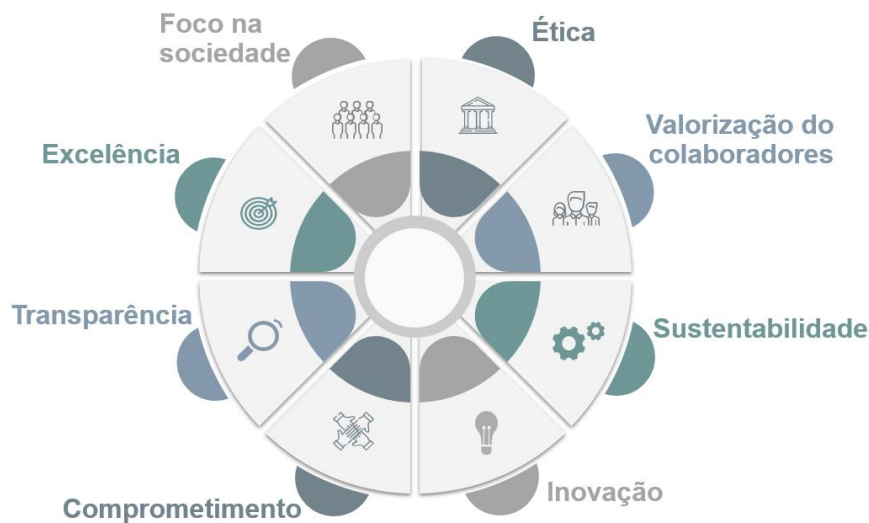 Foco na
sociedade
Ética
Valorização do
colaboradores
Sustentabilidade
Inovação
Comprometimento
Transparência
Excelência